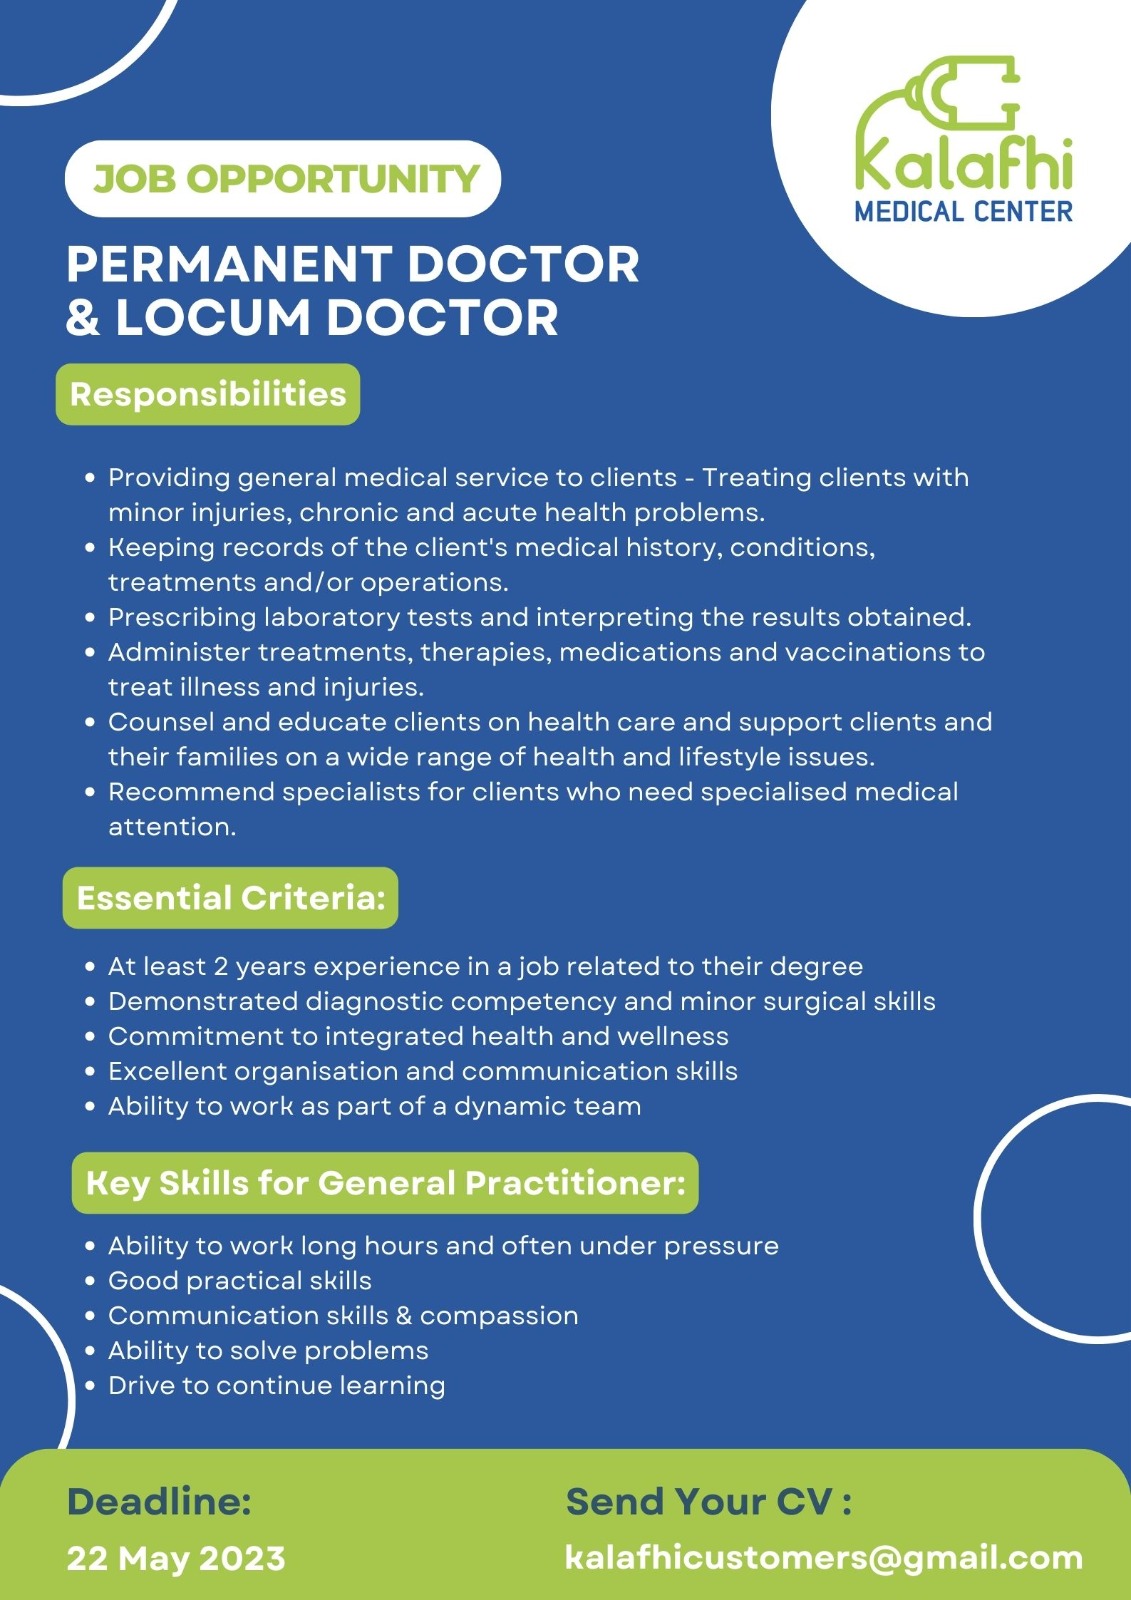 Kalafhi
MEDICAL CENTER
JOB OPPORTUNITY
PERMANENT DOCTOR
& LOCUM DOCTOR
Responsibilities
• Providing general medical service to clients - Treating clients with
minor injuries, chronic and acute health problems.
• Keeping records of the client's medical history, conditions,
treatments and/or operations.
• Prescribing laboratory tests and interpreting the results obtained.
• Administer treatments, therapies, medications and vaccinations to
treat illness and injuries.
• Counsel and educate clients on health care and support clients and
their families on a wide range of health and lifestyle issues.
• Recommend specialists for clients who need specialised medical
attention.
Essential Criteria:
• At least 2 years experience in a job related to their degree
• Demonstrated diagnostic competency and minor surgical skills
• Commitment to integrated health and wellness
• Excellent organisation and communication skills
• Ability to work as part of a dynamic team
Key Skills for General Practitioner:
• Ability to work long hours and often under pressure
• Good practical skills
• Communication skills & compassion
• Ability to solve problems
• Drive to continue learning
Deadline:
22 May 2023
Send Your CV :
kalafhicustomers@gmail.com